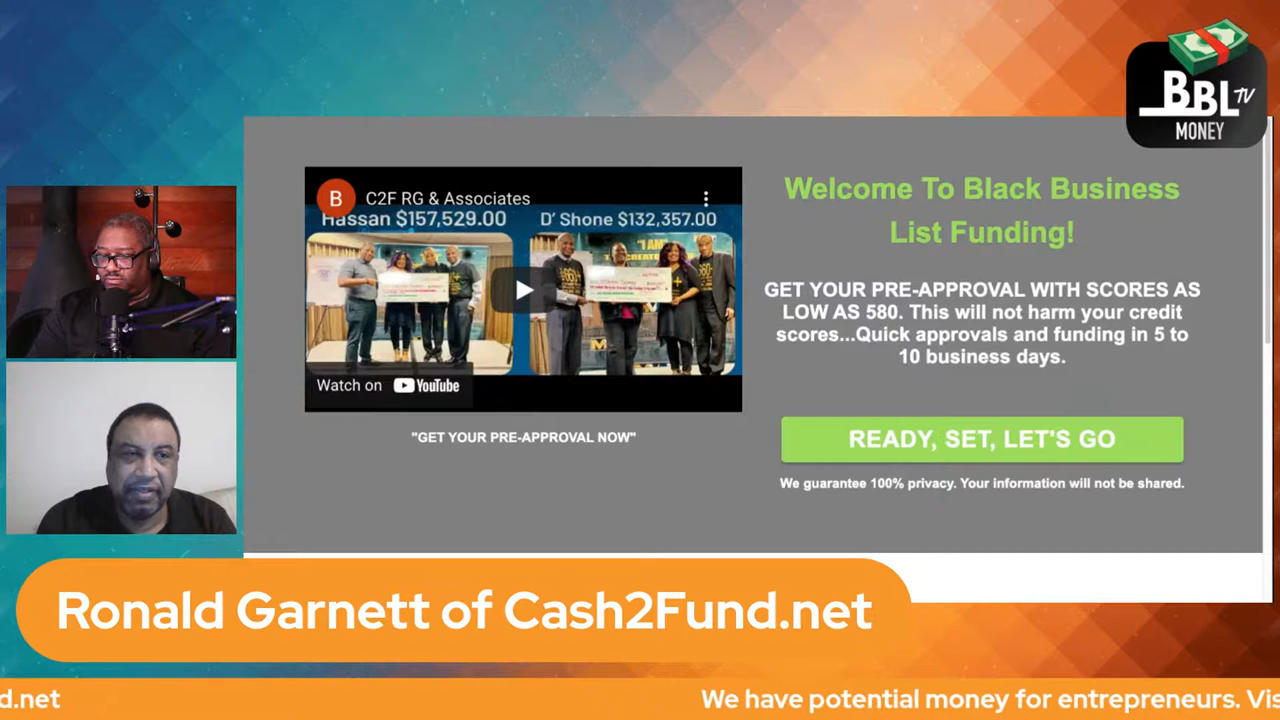 BBL TV
MONEY
B
C2F RG & Associates
Hassan $157,529.00
D' Shone $132,357.00
Watch on YouTube
"GET YOUR PRE-APPROVAL NOW"
Welcome To Black Business
List Funding!
GET YOUR PRE-APPROVAL WITH SCORES AS
LOW AS 580. This will not harm your credit
scores...Quick approvals and funding in 5 to
10 business days.
READY, SET, LET'S GO
We guarantee 100% privacy. Your information will not be shared.
Ronald Garnett of Cash2Fund.net
d.net
We have potential money for entrepreneurs. Vis